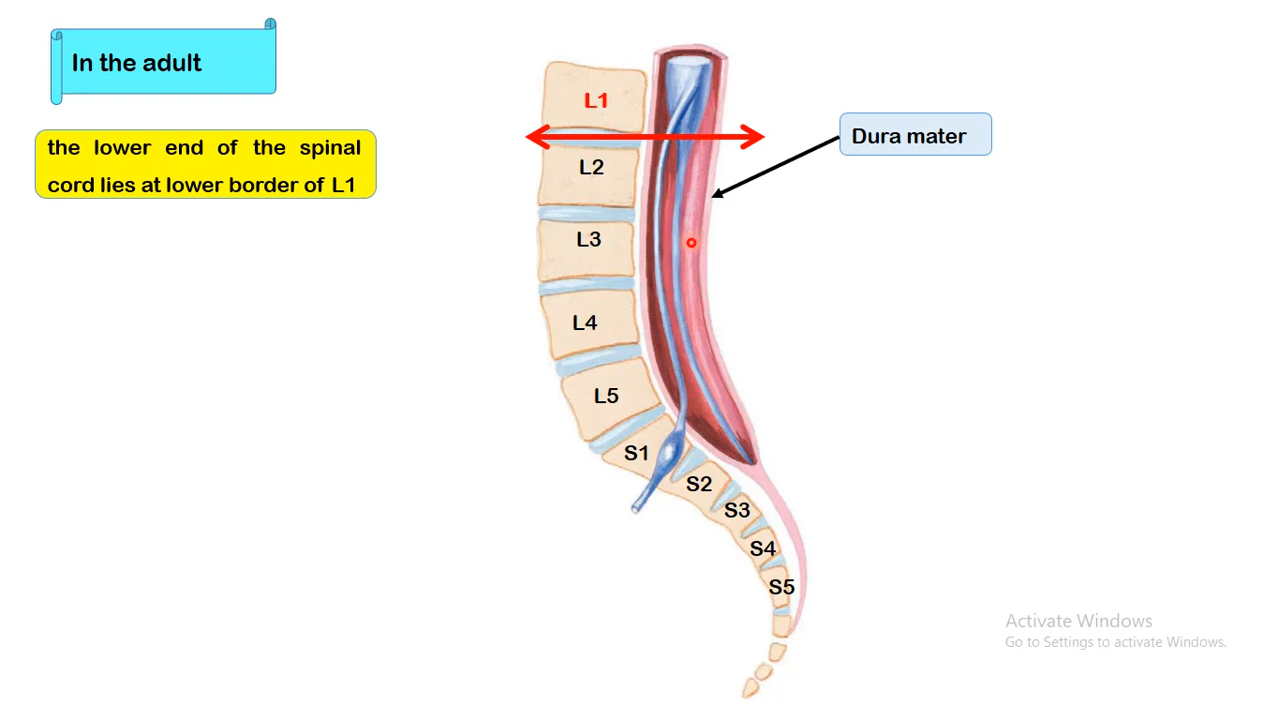 In the adult
the lower end of the spinal
cord lies at lower border of L1
L1
Dura mater
L2
L3
L4
L5
S1
S2
S3
S4
S5
Activate Windows
Go to Settings to activate Windows.